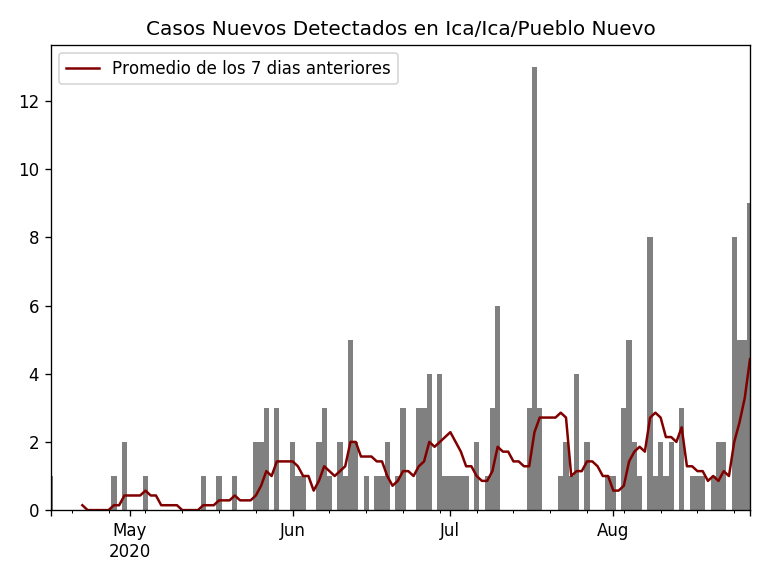 Casos Nuevos Detectados en Ica/Ica/Pueblo Nuevo
Promedio de los 7 dias anteriores
12
10
8
6
4
2
0
May Jun Jul Aug
2020